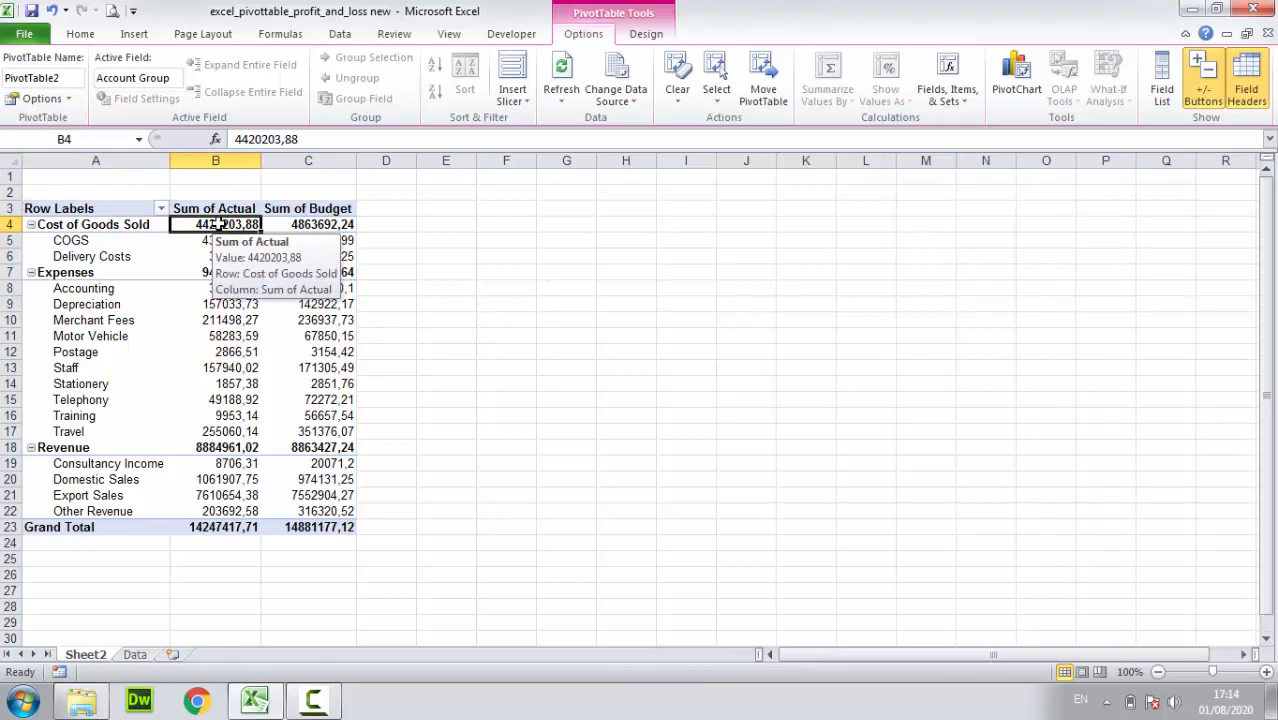 excel_pivottable_profit_and_loss new - Microsoft Excel
PivotTable Tools
File Home Insert Page Layout Formulas Data Review View Developer Options Design
PivotTable Name:
PivotTable2
Options
PivotTable
Active Field:
Account Group
Field Settings
Expand Entire Field
Collapse Entire Field
Active Field
Group Selection
Ungroup
Group Field
Group
Sort
Insert Slicer
Sort & Filter
Refresh
Change Data Source
Data
Clear
Select
Move PivotTable
Actions
Summarize Values By
Show Values As
Fields, Items, & Sets
Calculations
PivotChart
OLAP Tools
What-If Analysis
Tools
Field List
+/- Buttons
Field Headers
Show
B4 fx 4420203,88
A B C D E F G H I J K L M N O P Q R
1
2
3 Row Labels Sum of Actual Sum of Budget
4 Cost of Goods Sold 4420203,88 4863692,24
5 COGS 99
6 Delivery Costs 25
7 Expenses 94 64
8 Accounting 0,1
9 Depreciation 157033,73 142922,17
10 Merchant Fees 211498,27 236937,73
11 Motor Vehicle 58283,59 67850,15
12 Postage 2866,51 3154,42
13 Staff 157940,02 171305,49
14 Stationery 1857,38 2851,76
15 Telephony 49188,92 72272,21
16 Training 9953,14 56657,54
17 Travel 255060,14 351376,07
18 Revenue 8884961,02 8863427,24
19 Consultancy Income 8706,31 20071,2
20 Domestic Sales 1061907,75 974131,25
21 Export Sales 7610654,38 7552904,27
22 Other Revenue 203692,58 316320,52
23 Grand Total 14247417,71 14881177,12
24
25
26
27
28
29
30
Sum of Actual
Value: 4420203,88
Row: Cost of Goods Sold
Column: Sum of Actual
Sheet2 Data
Ready 100%
Dw EN 17:14
01/08/2020